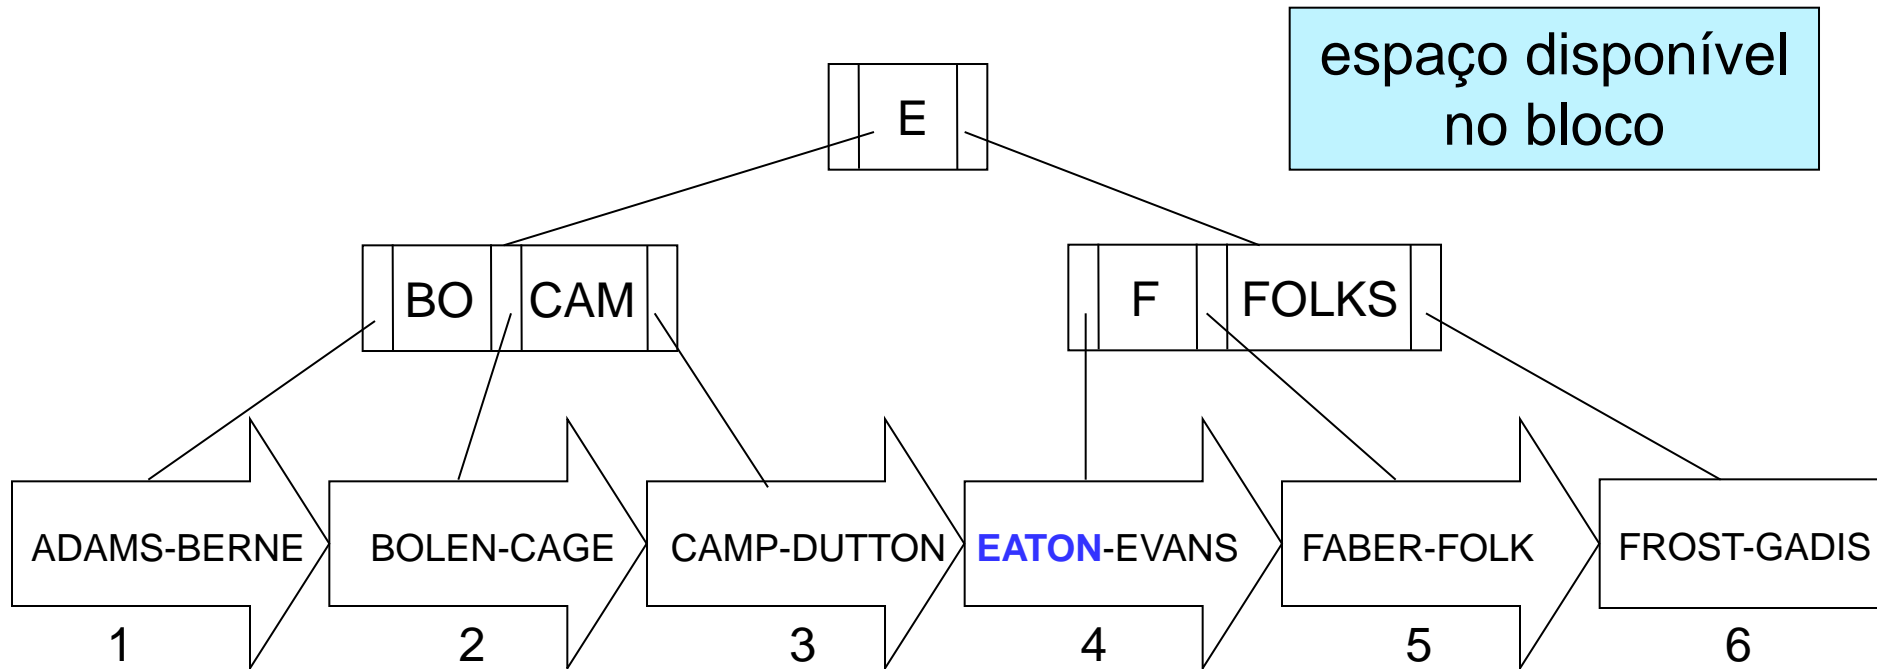 espaço disponível
no bloco
E
BO CAM
F FOLKS
ADAMS-BERNE BOLEN-CAGE CAMP-DUTTON EATON-EVANS FABER-FOLK FROST-GADIS
1 2 3 4 5 6